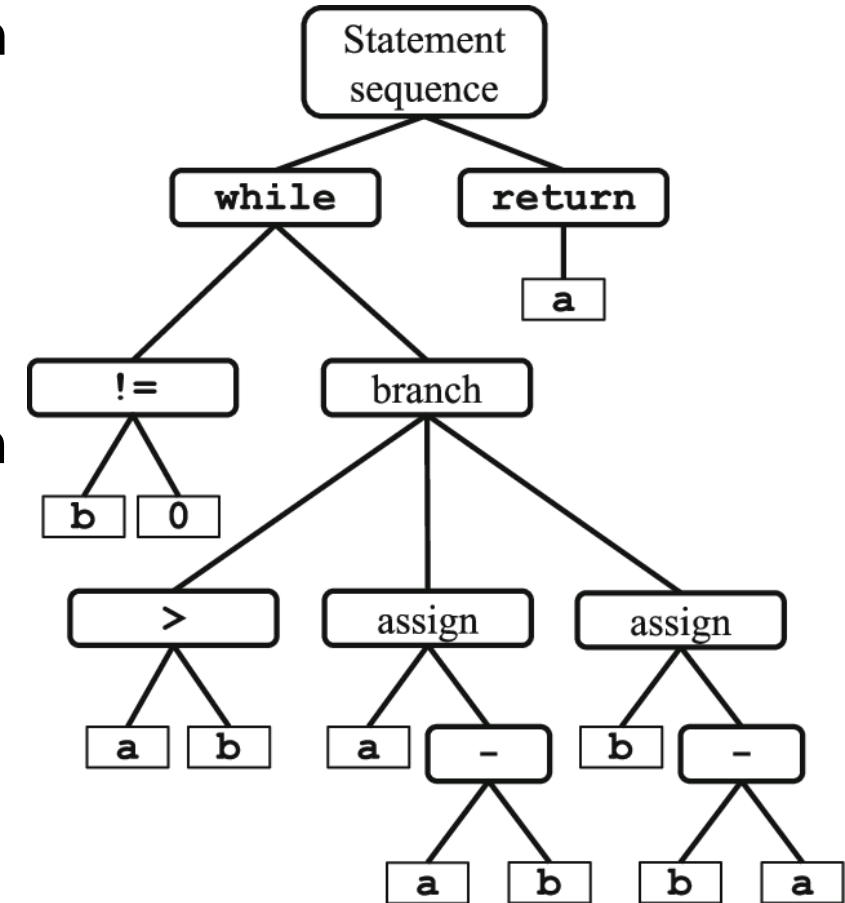 Statement
sequence
while
return
a
!=
branch
b
0
>
assign
assign
a
b
a
-
b
-
a
b
b
a